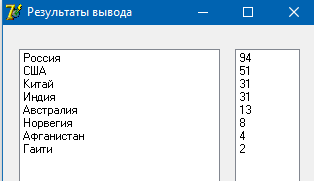 Результаты вывода
Россия 94
США 51
Китай 31
Индия 31
Австралия 13
Норвегия 8
Афганистан 4
Гаити 2